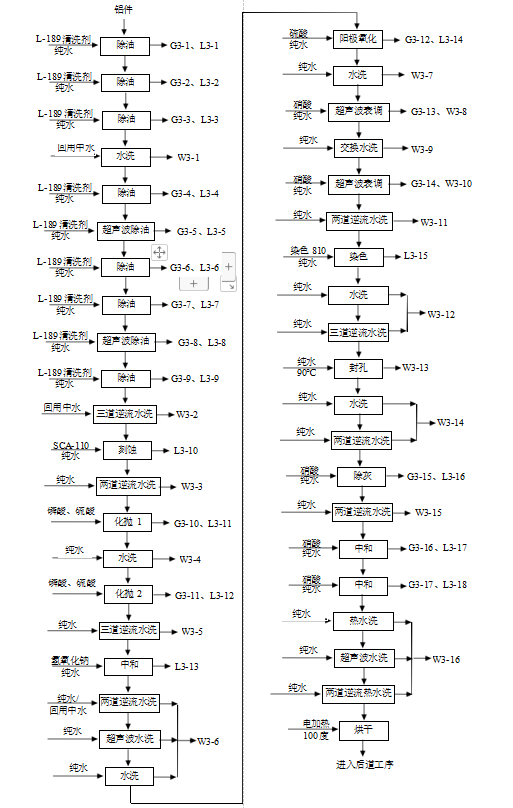 铝件
L-189 清洗剂
纯水
除油
G3-1、L3-1
L-189 清洗剂
纯水
除油
G3-2、L3-2
L-189 清洗剂
纯水
除油
G3-3、L3-3
回用中水
水洗
W3-1
L-189 清洗剂
纯水
除油
G3-4、L3-4
L-189 清洗剂
纯水
超声波除油
G3-5、L3-5
L-189 清洗剂
纯水
除油
G3-6、L3-6
L-189 清洗剂
纯水
除油
G3-7、L3-7
L-189 清洗剂
纯水
超声波除油
G3-8、L3-8
L-189 清洗剂
纯水
除油
G3-9、L3-9
回用中水
三道逆流水洗
W3-2
SCA-110
纯水
刻蚀
L3-10
纯水
两道逆流水洗
W3-3
磷酸、硫酸
化抛 1
G3-10、L3-11
纯水
水洗
W3-4
磷酸、硫酸
化抛 2
G3-11、L3-12
纯水
三道逆流水洗
W3-5
氢氧化钠
纯水
中和
L3-13
纯水/
回用中水
两道逆流水洗
纯水
超声波水洗
W3-6
纯水
水洗
硫酸
纯水
阳极氧化
G3-12、L3-14
纯水
水洗
W3-7
硝酸
纯水
超声波表调
G3-13、W3-8
纯水
交换水洗
W3-9
硝酸
纯水
超声波表调
G3-14、W3-10
纯水
两道逆流水洗
W3-11
染色 810
纯水
染色
L3-15
纯水
水洗
W3-12
纯水
三道逆流水洗
纯水
90℃
封孔
W3-13
纯水
水洗
W3-14
纯水
两道逆流水洗
硝酸
纯水
除灰
G3-15、L3-16
纯水
两道逆流水洗
W3-15
硝酸
纯水
中和
G3-16、L3-17
硝酸
纯水
中和
G3-17、L3-18
纯水
热水洗
纯水
超声波水洗
W3-16
纯水
两道逆流热水洗
电加热
100 度
烘干
进入后道工序